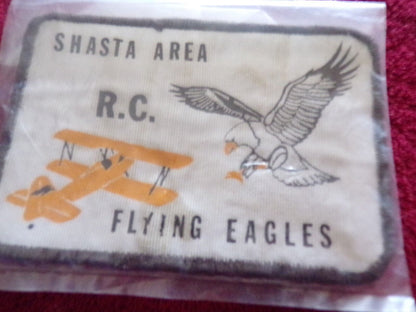 SHASTA AREA
R.C.
FLYING EAGLES